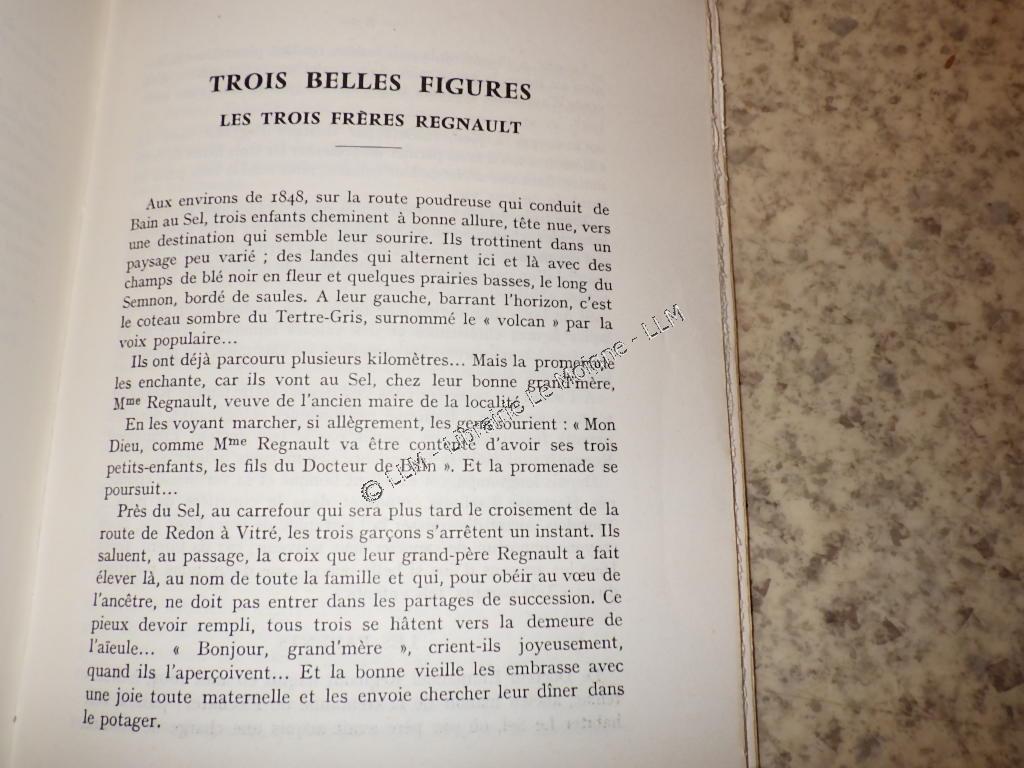 TROIS BELLES FIGURES
LES TROIS FRÈRES REGNAULT
Aux environs de 1848, sur la route poudreuse qui conduit de
Bain au Sel, trois enfants cheminent à bonne allure, tête nue, vers
une destination qui semble leur sourire. Ils trottinent dans un
paysage peu varié ; des landes qui alternent ici et là avec des
champs de blé noir en fleur et quelques prairies basses, le long du
Semnon, bordé de saules. A leur gauche, barrant l'horizon, c'est
le coteau sombre du Tertre-Gris, surnommé le « volcan » par la
voix populaire...
Ils ont déjà parcouru plusieurs kilomètres... Mais la promenade
les enchante, car ils vont au Sel, chez leur bonne grand'mère,
Mme Regnault, veuve de l'ancien maire de la localité.
En les voyant marcher, si allègrement, les gens sourient : « Mon
Dieu, comme Mme Regnault va être contente d'avoir ses trois
petits-enfants, les fils du Docteur de Bain ». Et la promenade se
poursuit...
Près du Sel, au carrefour qui sera plus tard le croisement de la
route de Redon à Vitré, les trois garçons s'arrêtent un instant. Ils
saluent, au passage, la croix que leur grand-père Regnault a fait
élever là, au nom de toute la famille et qui, pour obéir au vœu de
l'ancêtre, ne doit pas entrer dans les partages de succession. Ce
pieux devoir rempli, tous trois se hâtent vers la demeure de
l'aïeule... « Bonjour, grand'mère », crient-ils joyeusement,
quand ils l'aperçoivent... Et la bonne vieille les embrasse avec
une joie toute maternelle et les envoie chercher leur dîner dans
le potager.
© LLM - Librairie Le Moigne - LLM